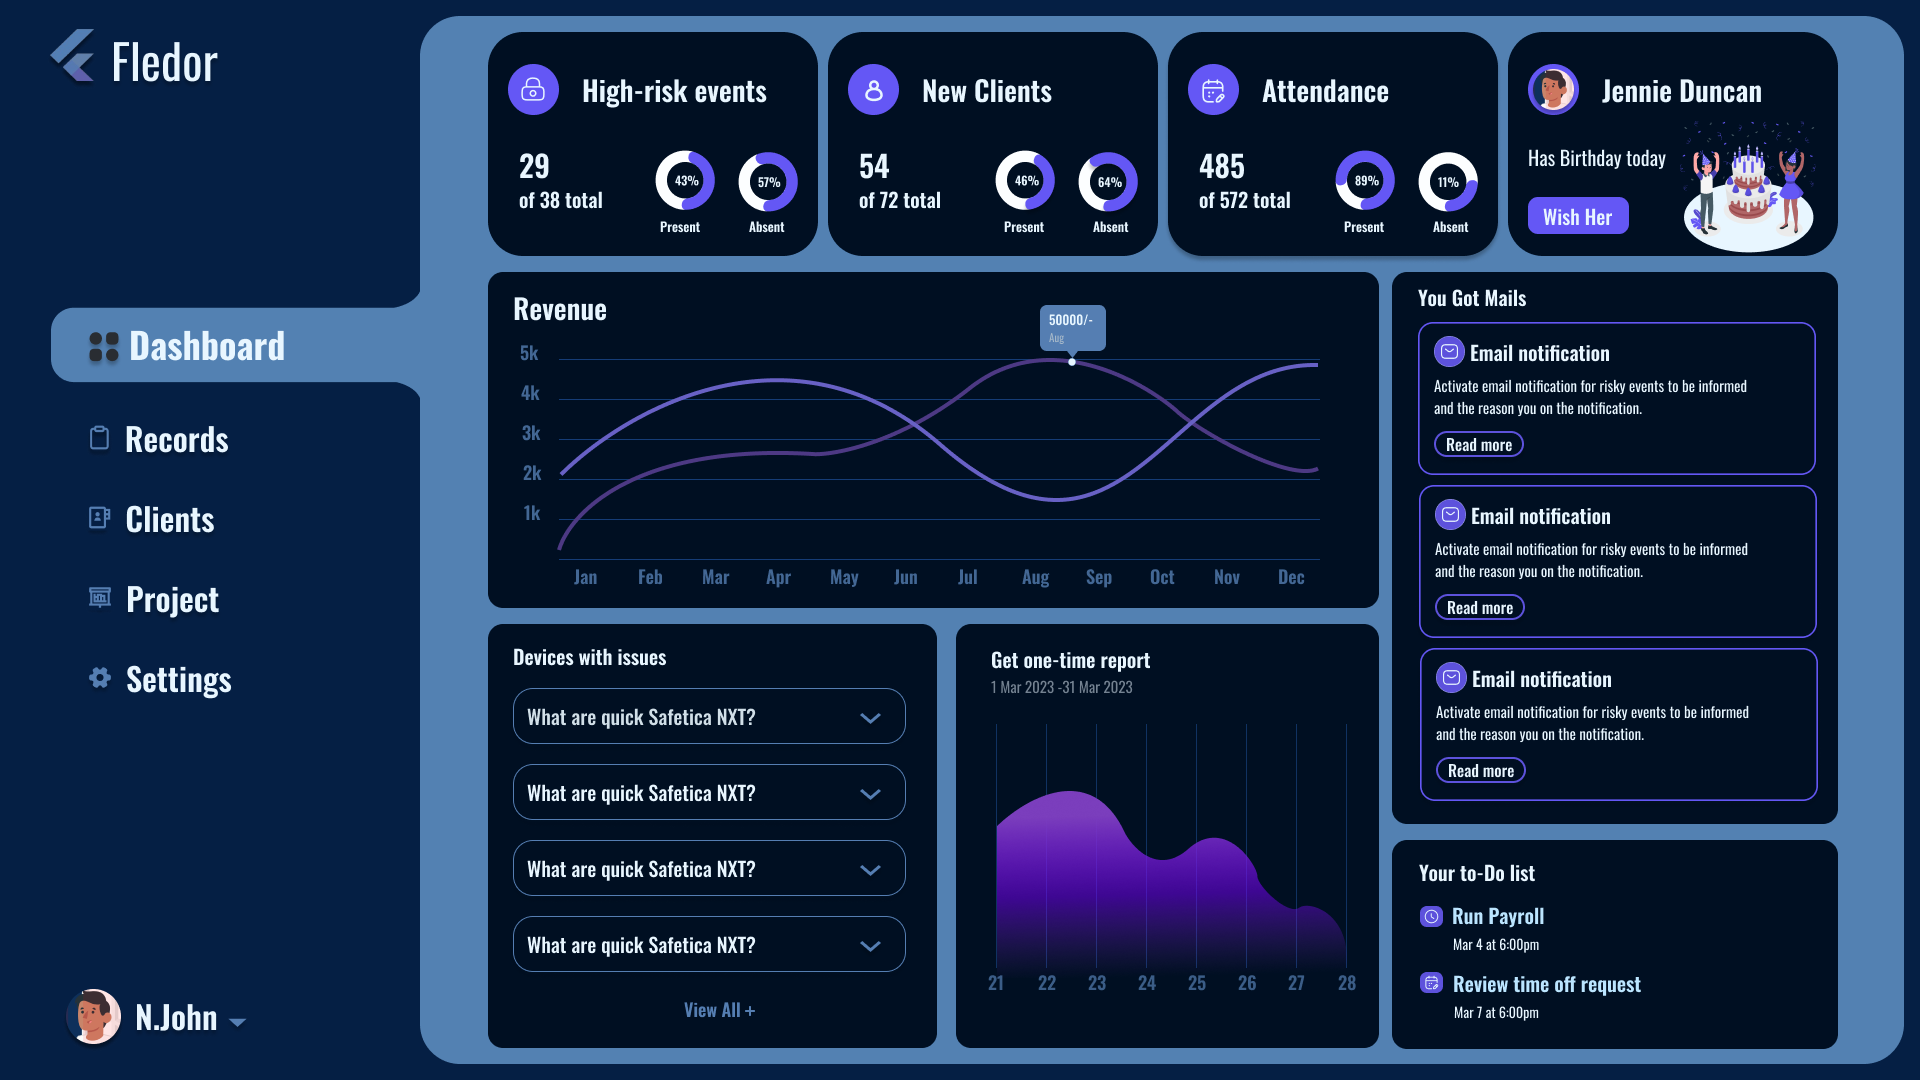 Fledor
Dashboard
Records
Clients
Project
Settings
N.John
High-risk events
29
of 38 total
43%
57%
Present
Absent
New Clients
54
of 72 total
46%
64%
Present
Absent
Attendance
485
of 572 total
89%
11%
Present
Absent
Jennie Duncan
Has Birthday today
Wish Her
Revenue
50000/-
Aug
5k
4k
3k
2k
1k
Jan Feb Mar Apr May Jun Jul Aug Sep Oct Nov Dec
You Got Mails
Email notification
Activate email notification for risky events to be informed
and the reason you on the notification.
Read more
Email notification
Activate email notification for risky events to be informed
and the reason you on the notification.
Read more
Email notification
Activate email notification for risky events to be informed
and the reason you on the notification.
Read more
Devices with issues
What are quick Safetica NXT?
What are quick Safetica NXT?
What are quick Safetica NXT?
What are quick Safetica NXT?
View All +
Get one-time report
1 Mar 2023 -31 Mar 2023
21 22 23 24 25 26 27 28
Your to-Do list
Run Payroll
Mar 4 at 6:00pm
Review time off request
Mar 7 at 6:00pm